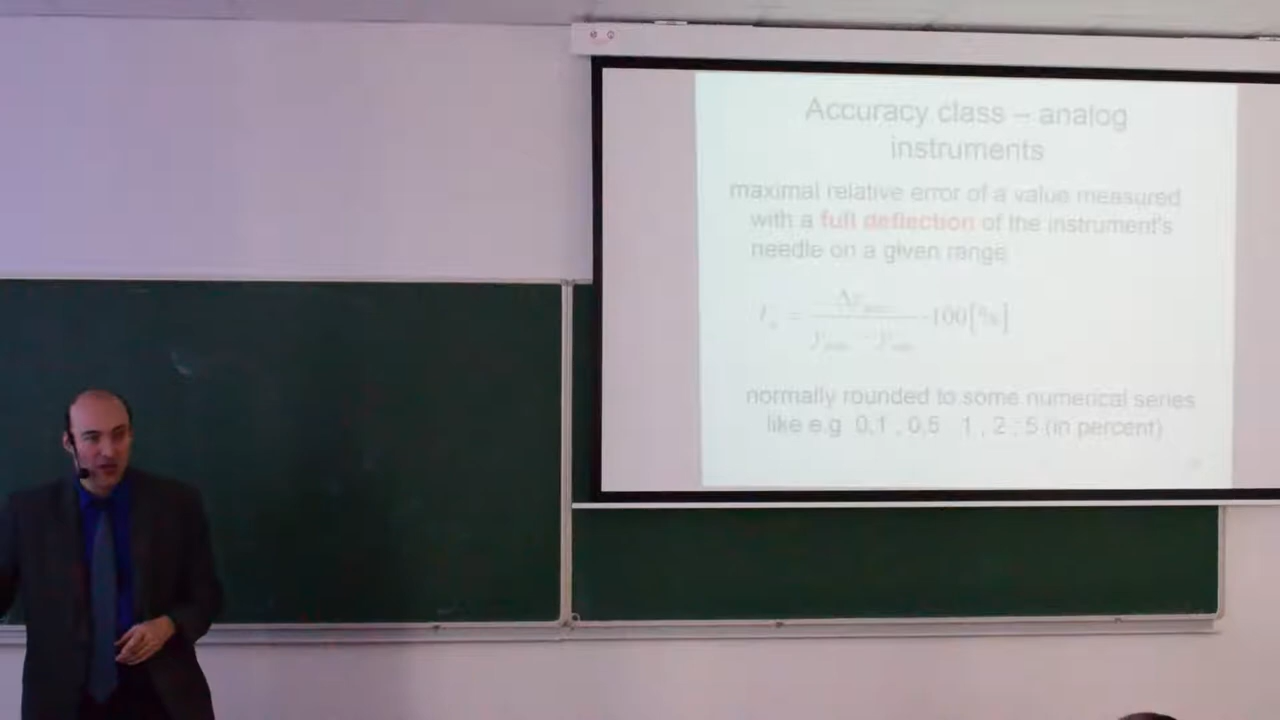 Accuracy class – analog
instruments
maximal relative error of a value measured
with a full deflection of the instrument's
needle on a given range
·100[%]
normally rounded to some numerical series
like e.g. 0,1 , 0,5 1 , 2 , 5 (in percent)